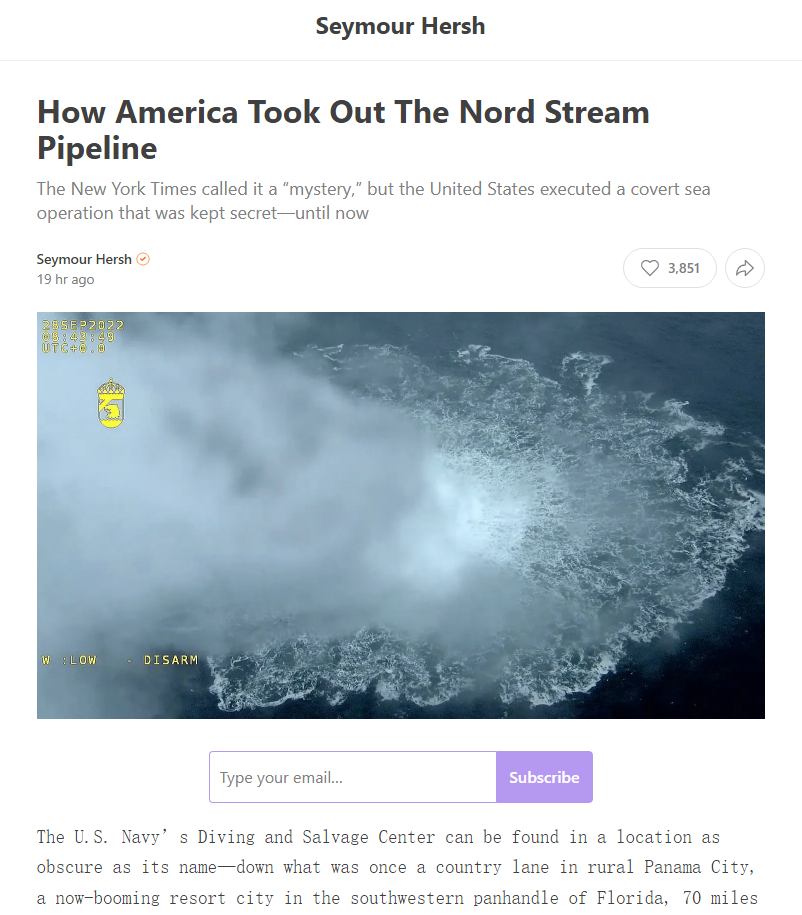 Seymour Hersh
How America Took Out The Nord Stream
Pipeline
The New York Times called it a “mystery,” but the United States executed a covert sea
operation that was kept secret—until now
Seymour Hersh
19 hr ago
3,851
28SEP2022
UTC+0.0
W :LOW - DISARM
Type your email...
Subscribe
The U.S. Navy’s Diving and Salvage Center can be found in a location as
obscure as its name—down what was once a country lane in rural Panama City,
a now-booming resort city in the southwestern panhandle of Florida, 70 miles